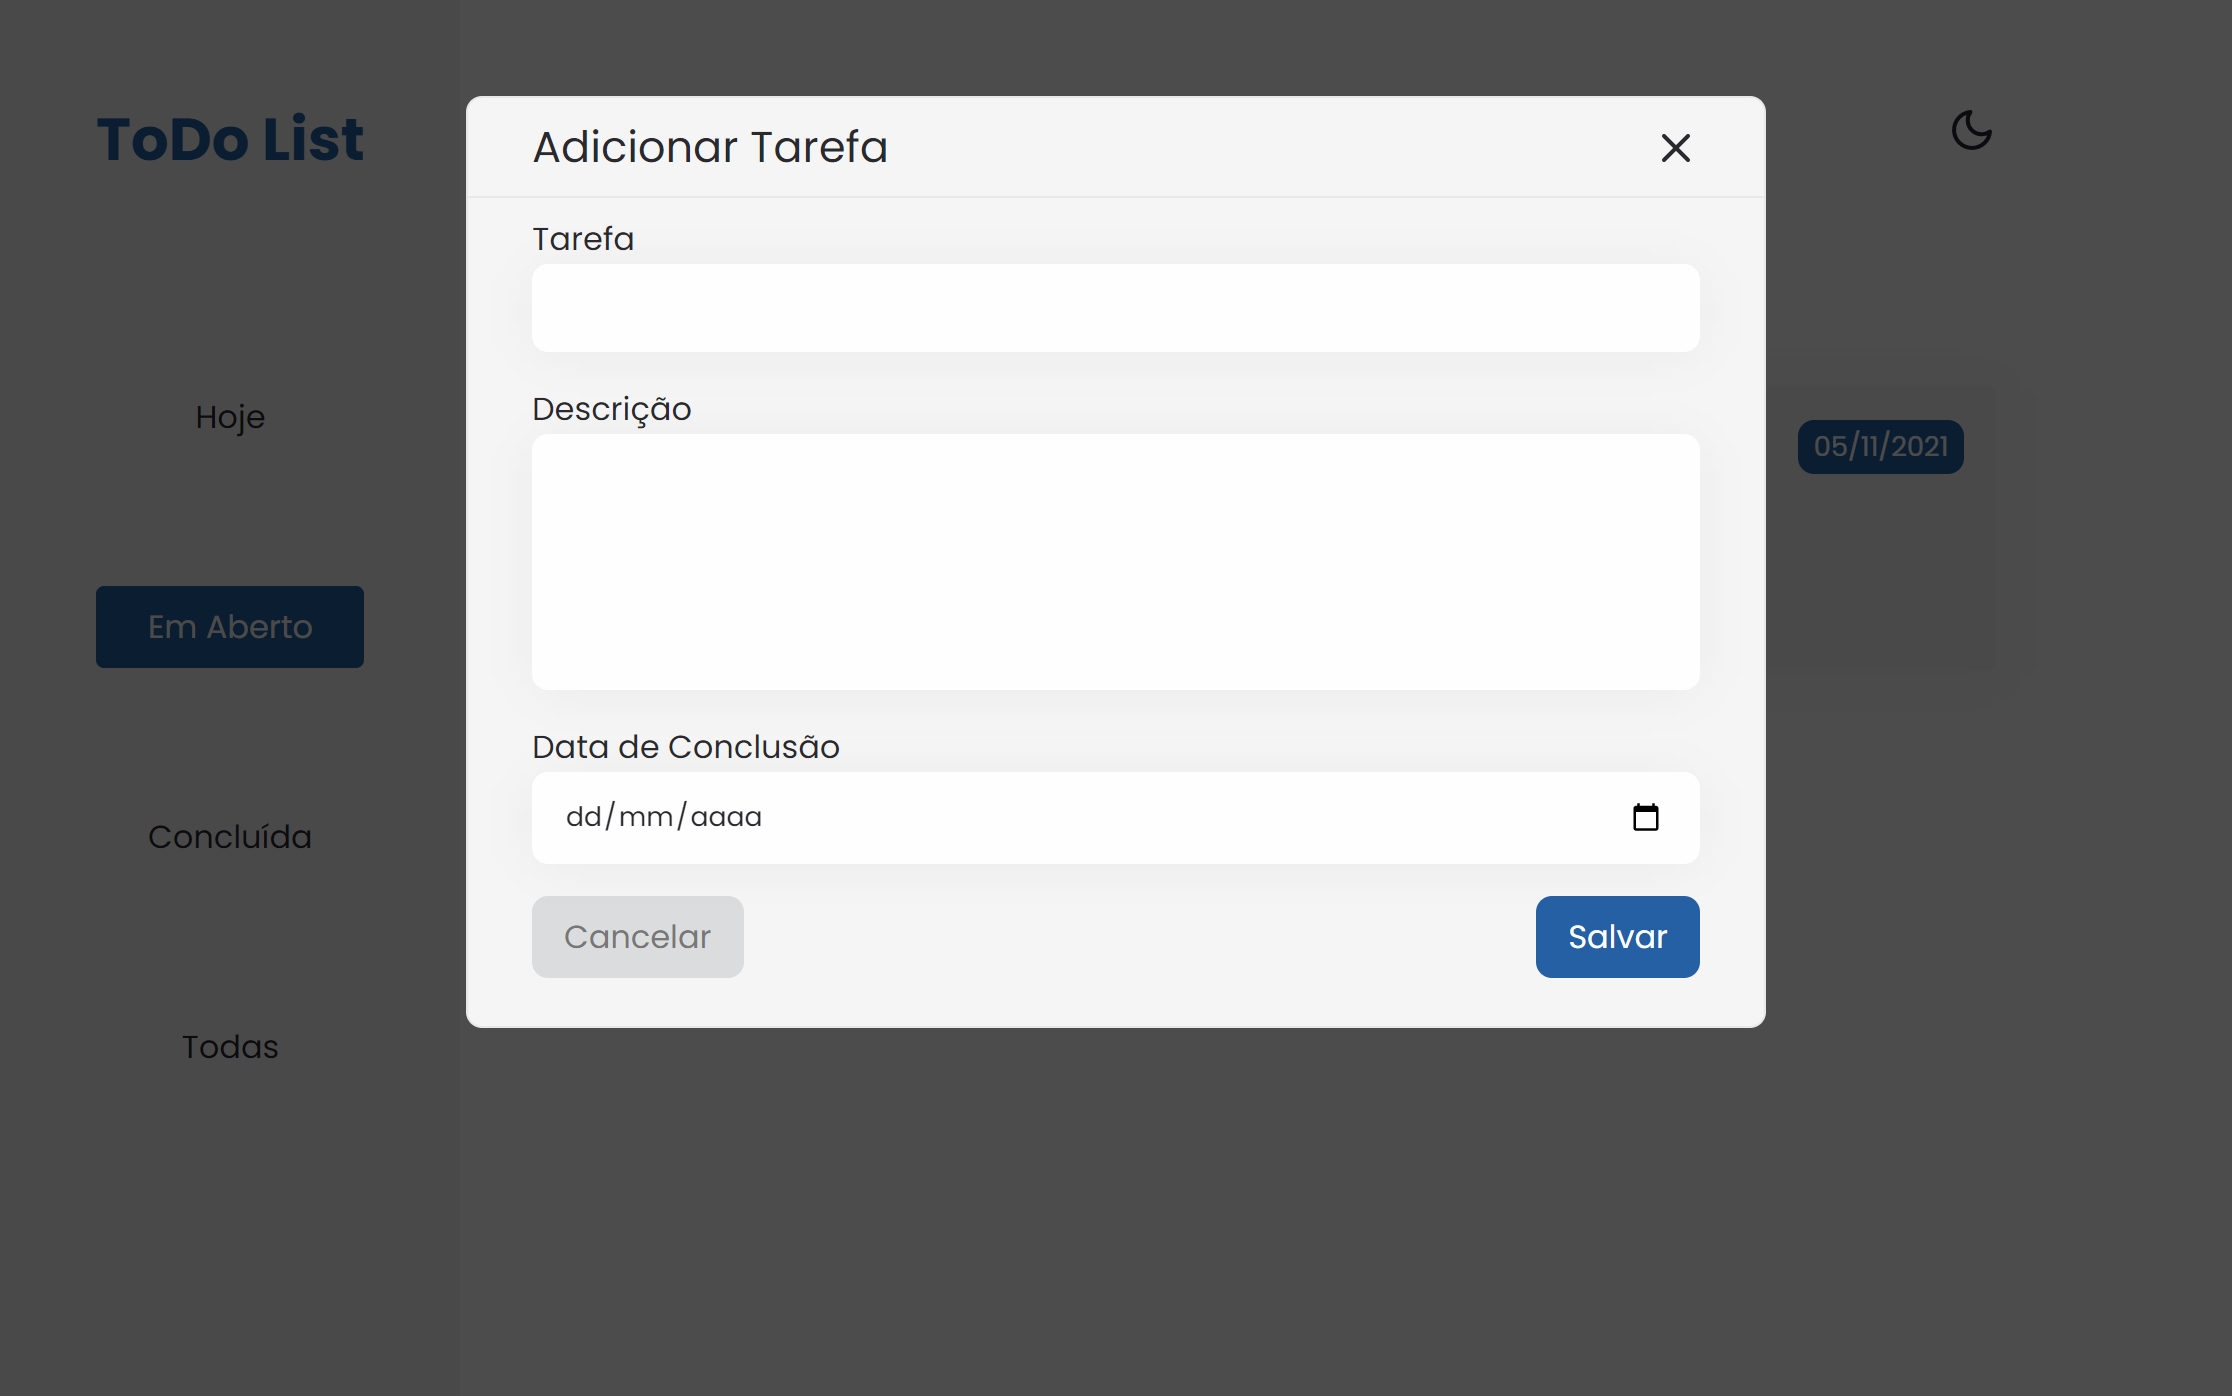 ToDo List
Hoje
Em Aberto
Concluída
Todas
Adicionar Tarefa
Tarefa
Descrição
Data de Conclusão
dd/mm/aaaa
Cancelar
Salvar
05/11/2021